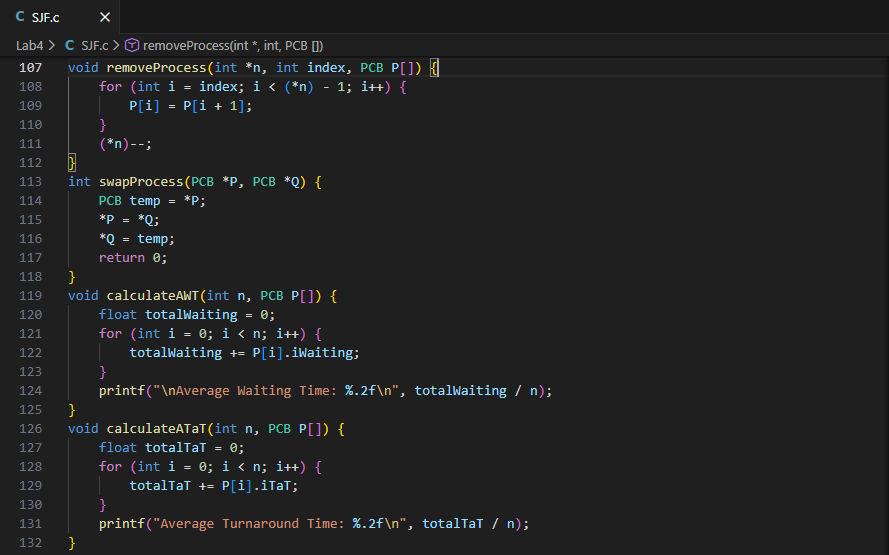 SJF.c
Lab4 > C SJF.c > removeProcess(int *, int, PCB [])
107 void removeProcess(int *n, int index, PCB P[]) {
108     for (int i = index; i < (*n) - 1; i++) {
109         P[i] = P[i + 1];
110     }
111     (*n)--;
112 }
113 int swapProcess(PCB *P, PCB *Q) {
114     PCB temp = *P;
115     *P = *Q;
116     *Q = temp;
117     return 0;
118 }
119 void calculateAWT(int n, PCB P[]) {
120     float totalWaiting = 0;
121     for (int i = 0; i < n; i++) {
122         totalWaiting += P[i].iWaiting;
123     }
124     printf("\nAverage Waiting Time: %.2f\n", totalWaiting / n);
125 }
126 void calculateATaT(int n, PCB P[]) {
127     float totalTaT = 0;
128     for (int i = 0; i < n; i++) {
129         totalTaT += P[i].iTaT;
130     }
131     printf("Average Turnaround Time: %.2f\n", totalTaT / n);
132 }